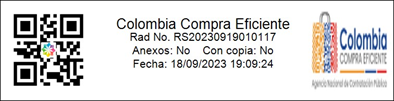 Colombia Compra Eficiente
Rad No. RS20230919010117
Anexos: No Con copia: No
Fecha: 18/09/2023 19:09:24
Colombia
COMPRA EFICIENTE
Agencia Nacional de Contratación Pública